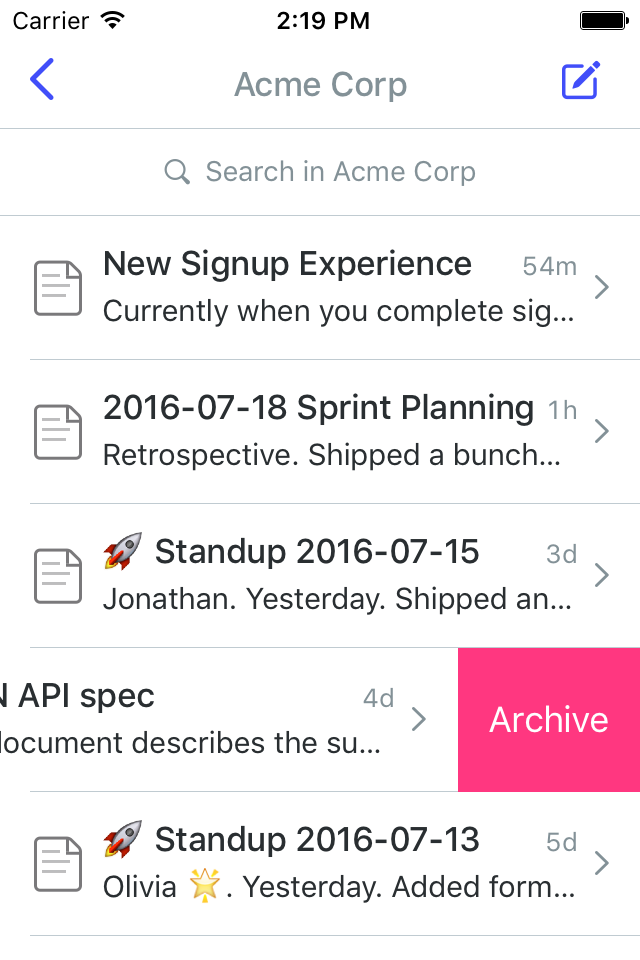 Carrier 2:19 PM
Acme Corp
Search in Acme Corp
New Signup Experience 54m
Currently when you complete sig...
2016-07-18 Sprint Planning 1h
Retrospective. Shipped a bunch...
🚀 Standup 2016-07-15 3d
Jonathan. Yesterday. Shipped an...
API spec 4d
describes the su...
Archive
🚀 Standup 2016-07-13 5d
Olivia 🌟. Yesterday. Added form...